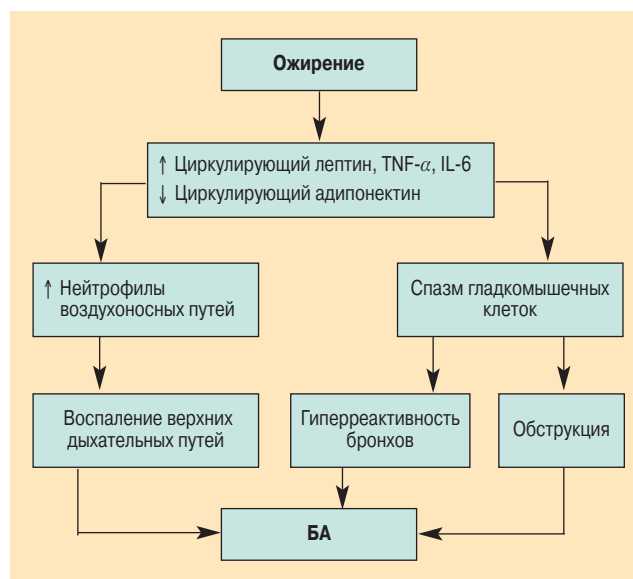 Ожирение
↑ Циркулирующий лептин, TNF-α, IL-6
↓ Циркулирующий адипонектин
↑ Нейтрофилы
воздухоносных путей
Спазм гладкомышечных
клеток
Воспаление верхних
дыхательных путей
Гиперреактивность
бронхов
Обструкция
БА